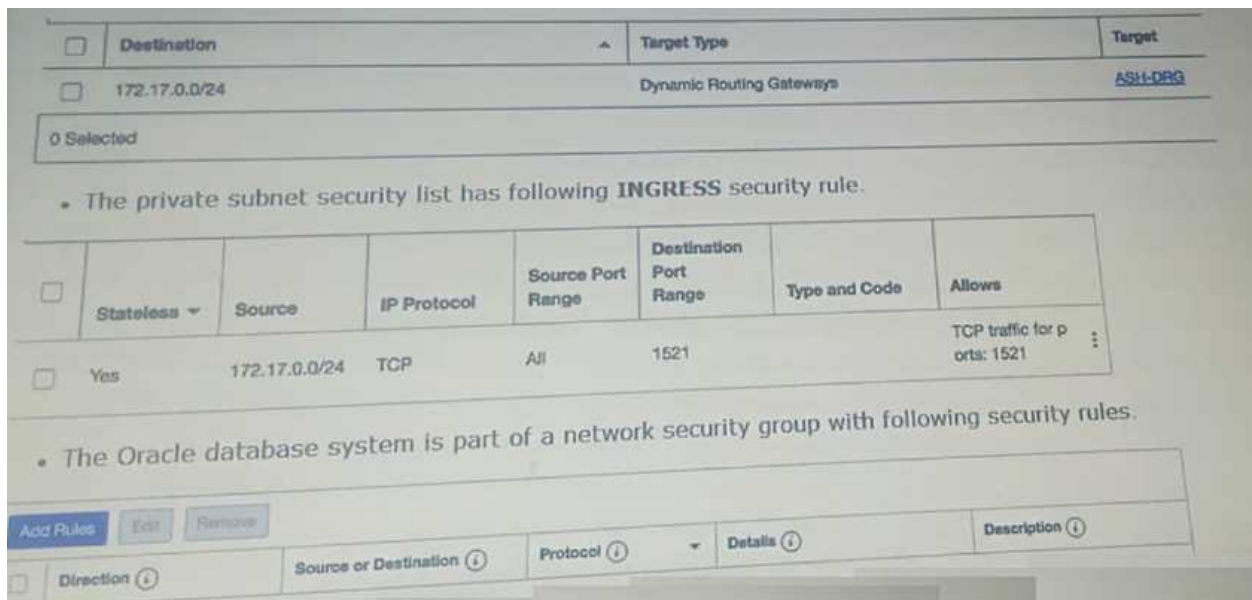 Destination Target Type Target
172.17.0.0/24 Dynamic Routing Gateways ASH-DRG
0 Selected
• The private subnet security list has following INGRESS security rule.
Stateless Source IP Protocol Source Port Range Destination Port Range Type and Code Allows
Yes 172.17.0.0/24 TCP All 1521 TCP traffic for p
orts: 1521
• The Oracle database system is part of a network security group with following security rules.
Add Rules Edit Remove
Direction Source or Destination Protocol Details Description